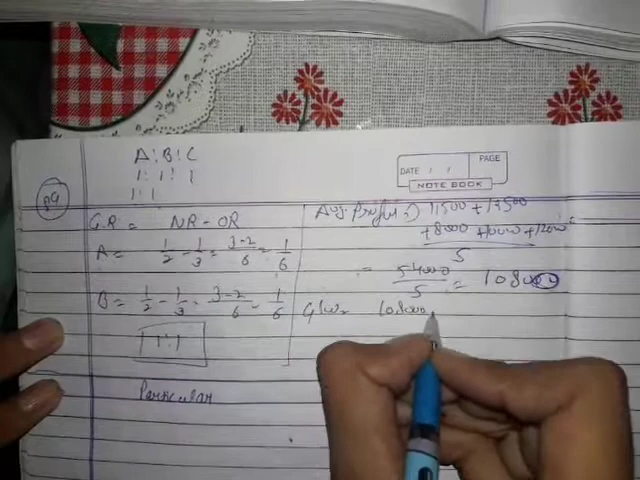 A : B : C
1 : 1 : 1
1 : 1
DATE / /
PAGE
NOTE BOOK
G.R = NR - OR
A = 1/2 - 1/3 = 3-2/6 = 1/6
B = 1/2 - 1/3 = 3-2/6 = 1/6
1 : 1
Particular
Avg. Profit =) 11500 + 12500
+ 8000 + 10000 + 12000
5
= 54000/5 = 10800
G/w = 10800